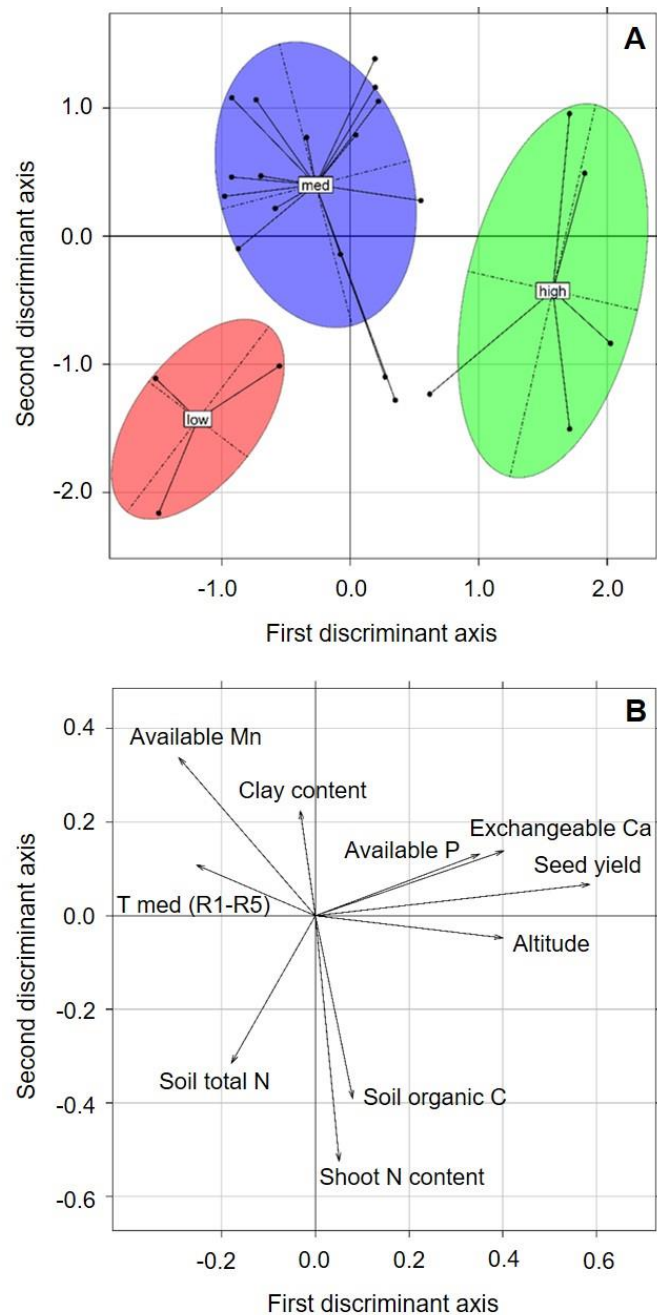 A
1.0
med
0.0
high
Second discriminant axis
-1.0
low
-2.0
-1.0 0.0 1.0 2.0
First discriminant axis
B
0.4
Available Mn
Clay content
0.2
Available P Exchangeable Ca
Seed yield
T med (R1-R5)
0.0
Altitude
Second discriminant axis
-0.2
Soil total N
Soil organic C
-0.4
Shoot N content
-0.6
-0.2 0.0 0.2 0.4 0.6
First discriminant axis